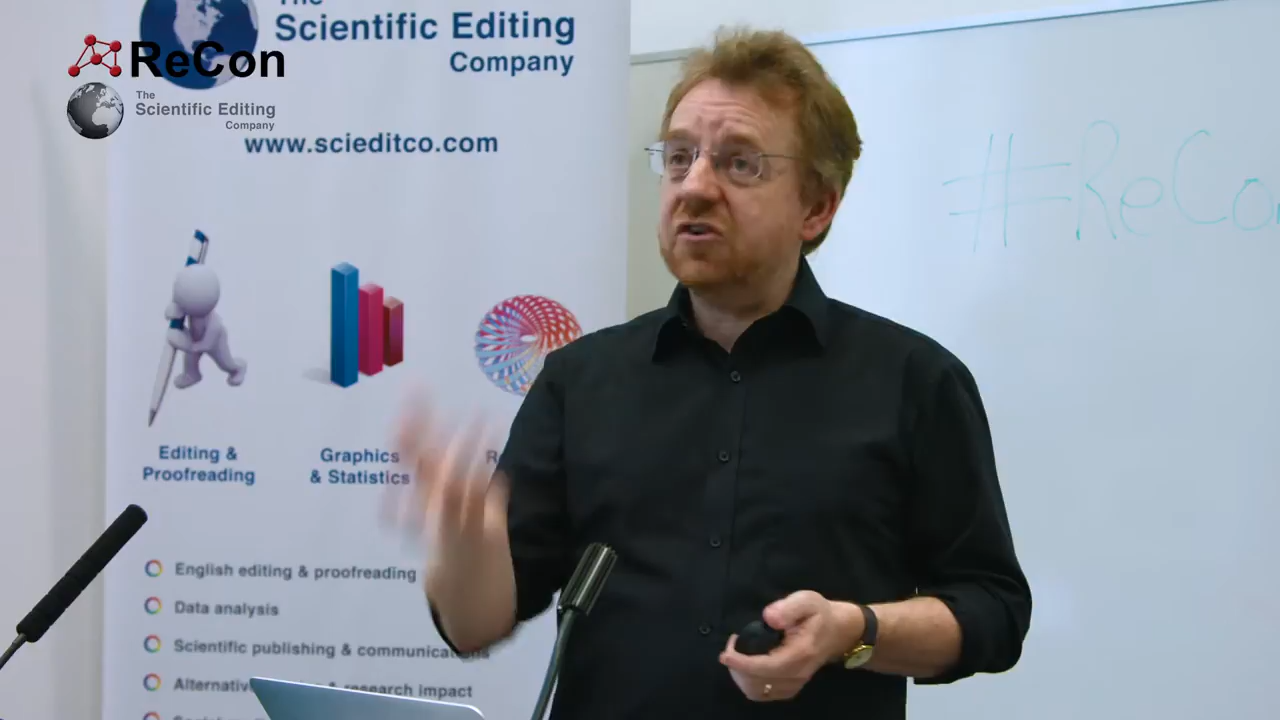 The
Scientific Editing
Company
ReCon
The
Scientific Editing
Company
www.scieditco.com
#ReCo
Editing &
Proofreading
Graphics
& Statistics
English editing & proofreading
Data analysis
Scientific publishing &
& research impact